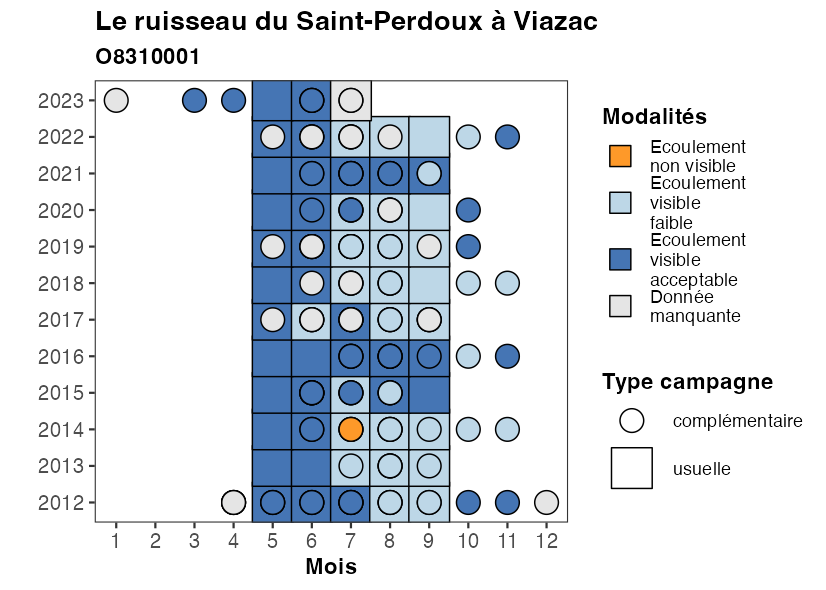 Le ruisseau du Saint-Perdoux à Viazac
O8310001
2023
2022
2021
2020
2019
2018
2017
2016
2015
2014
2013
2012
1 2 3 4 5 6 7 8 9 10 11 12
Mois
Modalités
Ecoulement
non visible
Ecoulement
visible
faible
Ecoulement
visible
acceptable
Donnée
manquante
Type campagne
complémentaire
usuelle